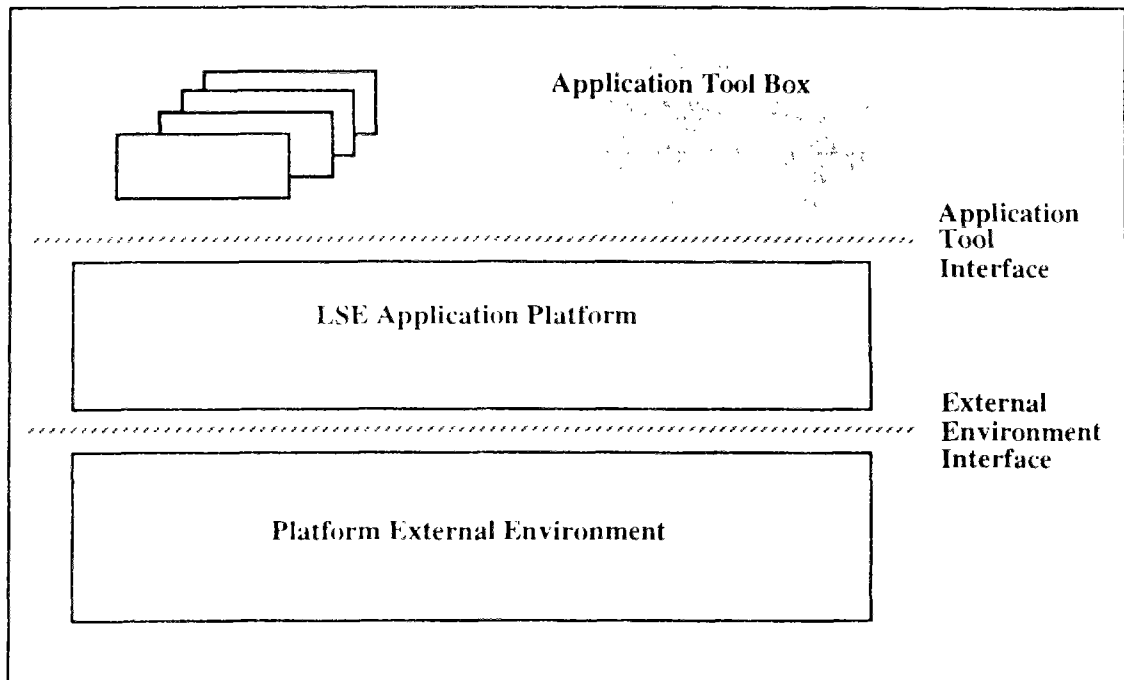 Application Tool Box
Application
Tool
Interface
LSE Application Platform
External
Environment
Interface
Platform External Environment